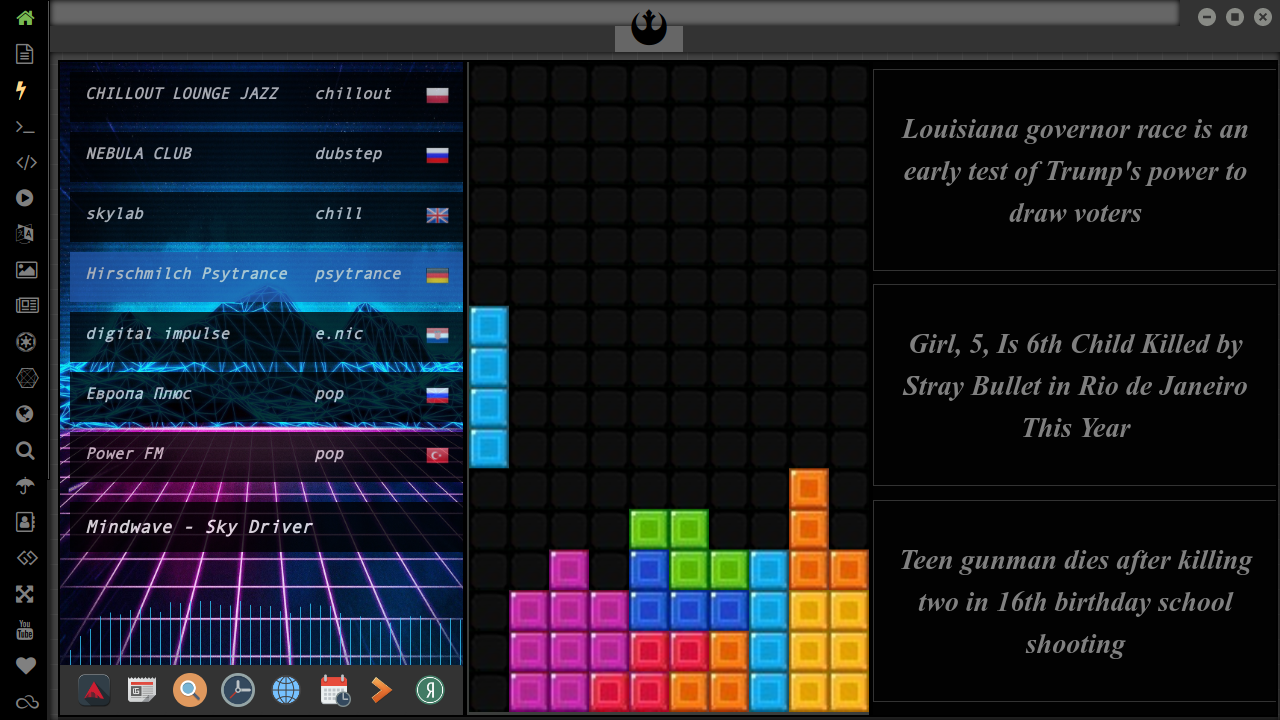 CHILLOUT LOUNGE JAZZ chillout
NEBULA CLUB dubstep
skylab chill
Hirschmilch Psytrance psytrance
digital impulse e.nic
Европа Плюс pop
Power FM pop
Mindwave - Sky Driver
Louisiana governor race is an
early test of Trump's power to
draw voters
Girl, 5, Is 6th Child Killed by
Stray Bullet in Rio de Janeiro
This Year
Teen gunman dies after killing
two in 16th birthday school
shooting
You
Tube
Я